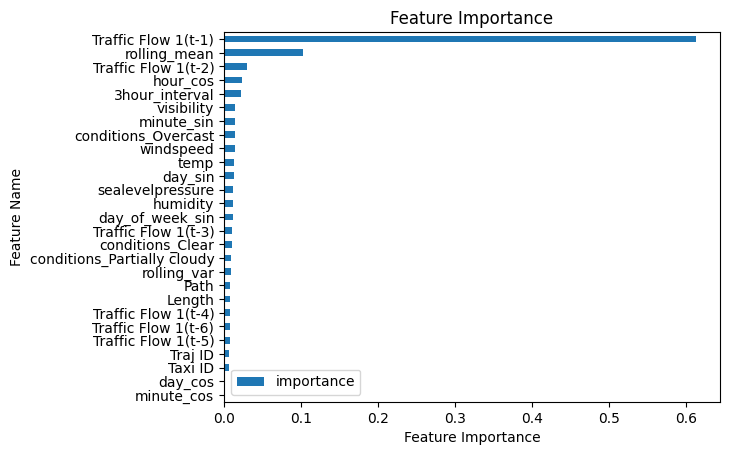 Feature Importance
Feature Name
Traffic Flow 1(t-1)
rolling_mean
Traffic Flow 1(t-2)
hour_cos
3hour_interval
visibility
minute_sin
conditions_Overcast
windspeed
temp
day_sin
sealevelpressure
humidity
day_of_week_sin
Traffic Flow 1(t-3)
conditions_Clear
conditions_Partially cloudy
rolling_var
Path
Length
Traffic Flow 1(t-4)
Traffic Flow 1(t-6)
Traffic Flow 1(t-5)
Traj ID
Taxi ID
day_cos
minute_cos
importance
0.0 0.1 0.2 0.3 0.4 0.5 0.6
Feature Importance